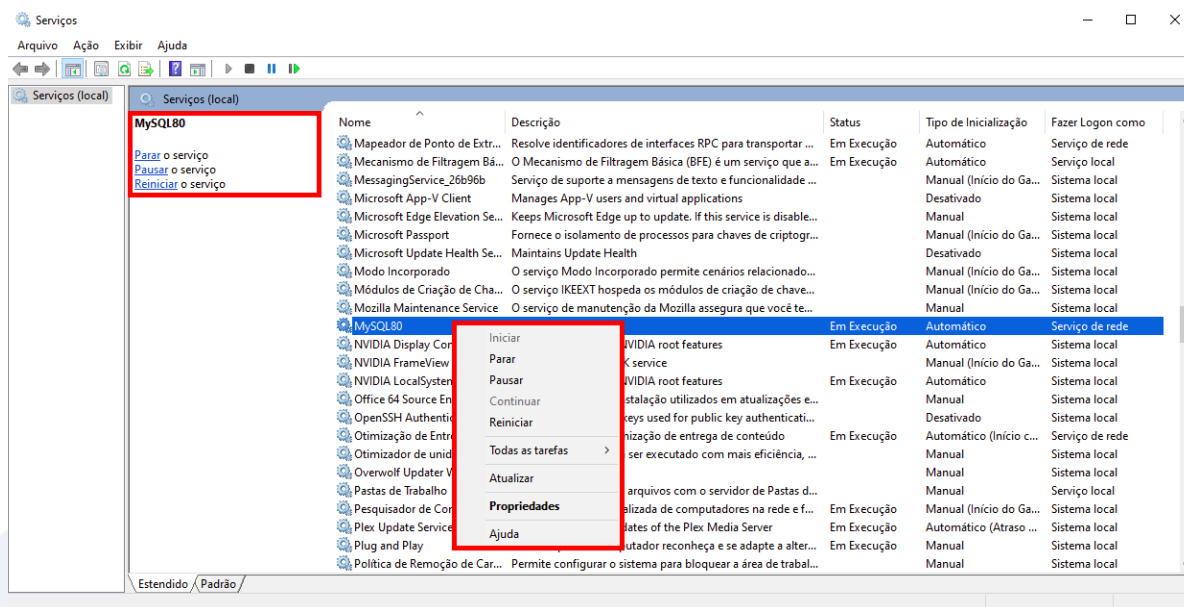 Serviços
Arquivo Ação Exibir Ajuda
Serviços (local)
Serviços (local)
MySQL80
Parar o serviço
Pausar o serviço
Reiniciar o serviço
Nome Descrição Status Tipo de Inicialização Fazer Logon como
Mapeador de Ponto de Extr... Resolve identificadores de interfaces RPC para transportar ... Em Execução Automático Serviço de rede
Mecanismo de Filtragem Bá... O Mecanismo de Filtragem Básica (BFE) é um serviço que a... Em Execução Automático Serviço local
MessagingService_26b96b Serviço de suporte a mensagens de texto e funcionalidade ... Manual (Início do Ga... Sistema local
Microsoft App-V Client Manages App-V users and virtual applications Desativado Sistema local
Microsoft Edge Elevation Se... Keeps Microsoft Edge up to update. If this service is disable... Manual Sistema local
Microsoft Passport Fornece o isolamento de processos para chaves de criptogr... Manual (Início do Ga... Sistema local
Microsoft Update Health Se... Maintains Update Health Desativado Sistema local
Modo Incorporado O serviço Modo Incorporado permite cenários relacionado... Manual (Início do Ga... Sistema local
Módulos de Criação de Cha... O serviço IKEEXT hospeda os módulos de criação de chave... Manual (Início do Ga... Sistema local
Mozilla Maintenance Service O serviço de manutenção da Mozilla assegura que você te... Manual Sistema local
MySQL80 Em Execução Automático Serviço de rede
NVIDIA Display Con NVIDIA root features Em Execução Automático Sistema local
NVIDIA FrameView K service Manual (Início do Ga... Sistema local
NVIDIA LocalSystem NVIDIA root features Em Execução Automático Sistema local
Office 64 Source En stalação utilizados em atualizações e... Manual Sistema local
OpenSSH Authentic keys used for public key authenticati... Desativado Sistema local
Otimização de Entre nização de entrega de conteúdo Em Execução Automático (Início c... Serviço de rede
Otimizador de unid ser executado com mais eficiência, ... Manual Sistema local
Overwolf Updater W Manual Sistema local
Pastas de Trabalho arquivos com o servidor de Pastas d... Manual Serviço local
Pesquisador de Cor alizada de computadores na rede e f... Em Execução Manual (Início do Ga... Sistema local
Plex Update Service dates of the Plex Media Server Em Execução Automático (Atraso ... Sistema local
Plug and Play putador reconheça e se adapte a alter... Em Execução Manual Sistema local
Política de Remoção de Car... Permite configurar o sistema para bloquear a área de trabal... Manual Sistema local
Iniciar
Parar
Pausar
Continuar
Reiniciar
Todas as tarefas
Atualizar
Propriedades
Ajuda
Estendido Padrão